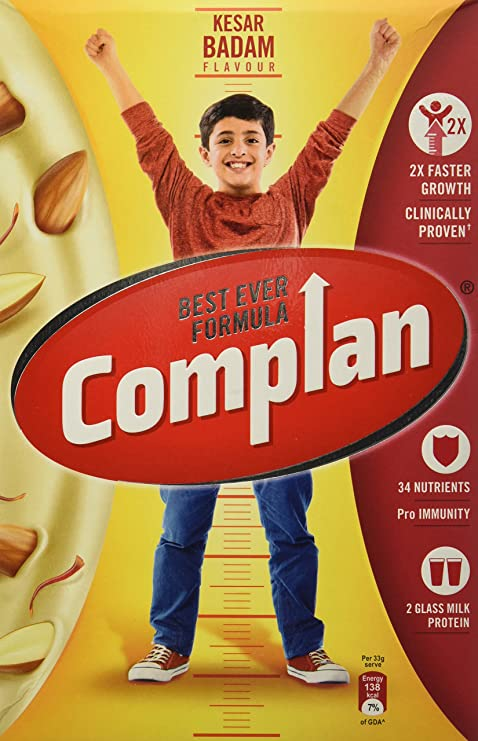 KESAR
BADAM
FLAVOUR
2X
2X FASTER
GROWTH
CLINICALLY
PROVEN†
BEST EVER
FORMULA
Complan®
34 NUTRIENTS
Pro IMMUNITY
2 GLASS MILK
PROTEIN
Per 33g
serve
Energy
138
kcal
7%
of GDA^